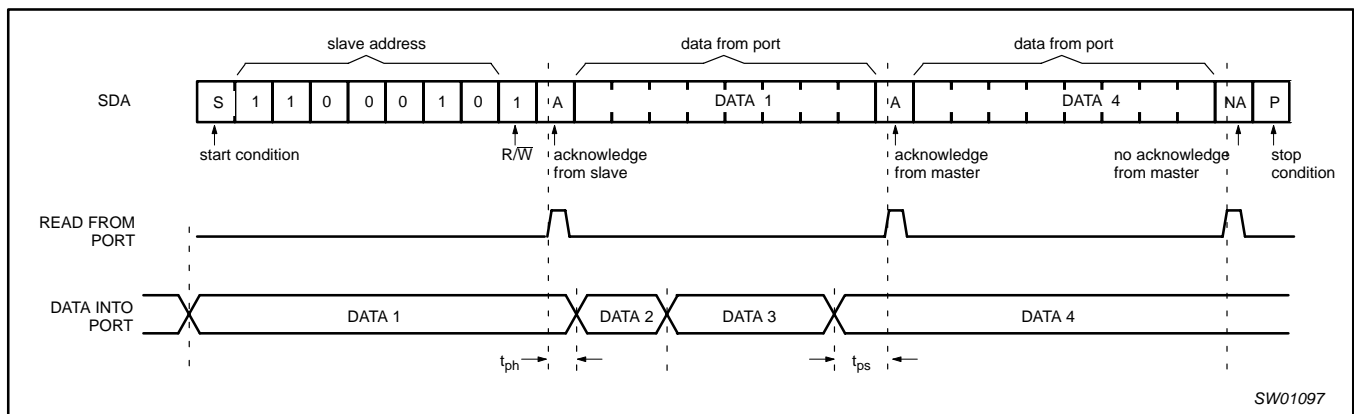 slave address data from port data from port
SDA S 1 1 0 0 0 1 0 1 A DATA 1 A DATA 4 NA P
start condition R/W̅ acknowledge from slave acknowledge from master no acknowledge from master stop condition
READ FROM PORT
DATA INTO PORT DATA 1 DATA 2 DATA 3 DATA 4
tph tps
SW01097